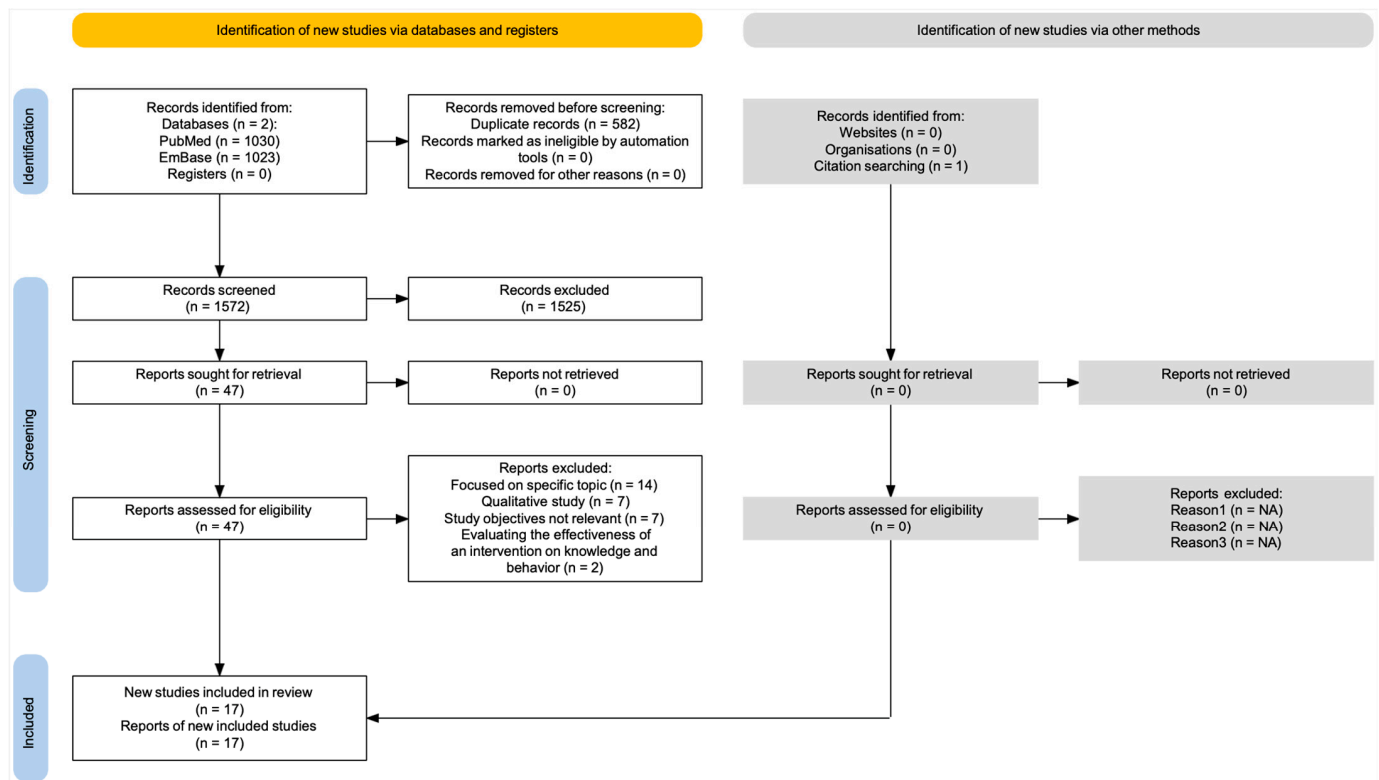 Identification of new studies via databases and registers
Identification of new studies via other methods
Identification
Records identified from:
Databases (n = 2):
PubMed (n = 1030)
EmBase (n = 1023)
Registers (n = 0)
Records removed before screening:
Duplicate records (n = 582)
Records marked as ineligible by automation
tools (n = 0)
Records removed for other reasons (n = 0)
Records identified from:
Websites (n = 0)
Organisations (n = 0)
Citation searching (n = 1)
Screening
Records screened
(n = 1572)
Records excluded
(n = 1525)
Reports sought for retrieval
(n = 47)
Reports not retrieved
(n = 0)
Reports sought for retrieval
(n = 0)
Reports not retrieved
(n = 0)
Reports assessed for eligibility
(n = 47)
Reports excluded:
Focused on specific topic (n = 14)
Qualitative study (n = 7)
Study objectives not relevant (n = 7)
Evaluating the effectiveness of
an intervention on knowledge and
behavior (n = 2)
Reports assessed for eligibility
(n = 0)
Reports excluded:
Reason1 (n = NA)
Reason2 (n = NA)
Reason3 (n = NA)
Included
New studies included in review
(n = 17)
Reports of new included studies
(n = 17)